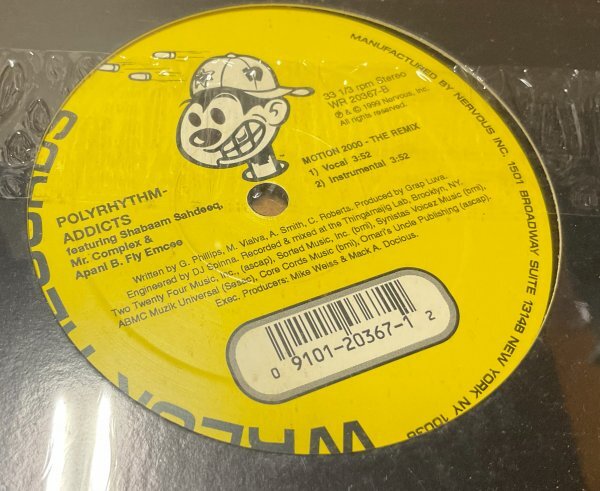 MANUFACTURED BY NERVOUS INC. 1501 BROADWAY SUITE 1314B NEW YORK NY 10036
33 1/3 rpm Stereo
WR 20367-B
℗ © 1999 Nervous, Inc.
All rights reserved.
MOTION 2000 - THE REMIX
1) Vocal 3:52
2) Instrumental 3:52
POLYRHYTHM-
ADDICTS
featuring Shabaam Sahdeeq,
Mr. Complex &
Apani B. Fly Emcee
Written by G. Phillips, M. Vialva, A. Smith, C. Roberts. Produced by Grap Luva.
Engineered by DJ Spinna. Recorded & mixed at the Thingamajig Lab, Brooklyn, NY.
Two Twenty Four Music, Inc., (ascap), Sorted Music, Inc. (bmi), Synistas Voicez Music (bmi),
ABMC Muzik Universal (Sesac), Core Cords Music (bmi), Omari's Uncle Publishing (ascap).
Exec. Producers: Mike Weiss & Mack A. Docious.
0 9101-20367-1 2
WRECK RECORDS